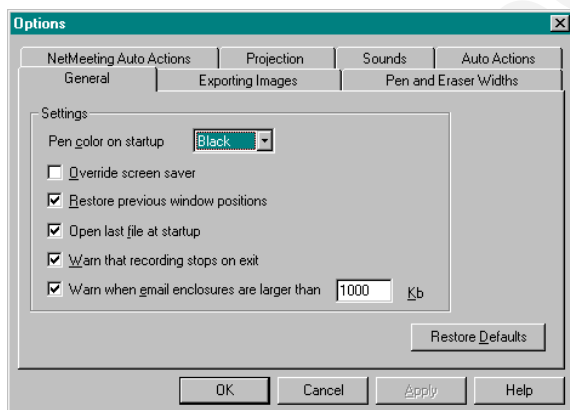 Options
NetMeeting Auto Actions Projection Sounds Auto Actions
General Exporting Images Pen and Eraser Widths
Settings
Pen color on startup Black
Override screen saver
Restore previous window positions
Open last file at startup
Warn that recording stops on exit
Warn when email enclosures are larger than 1000 Kb
Restore Defaults
OK Cancel Apply Help